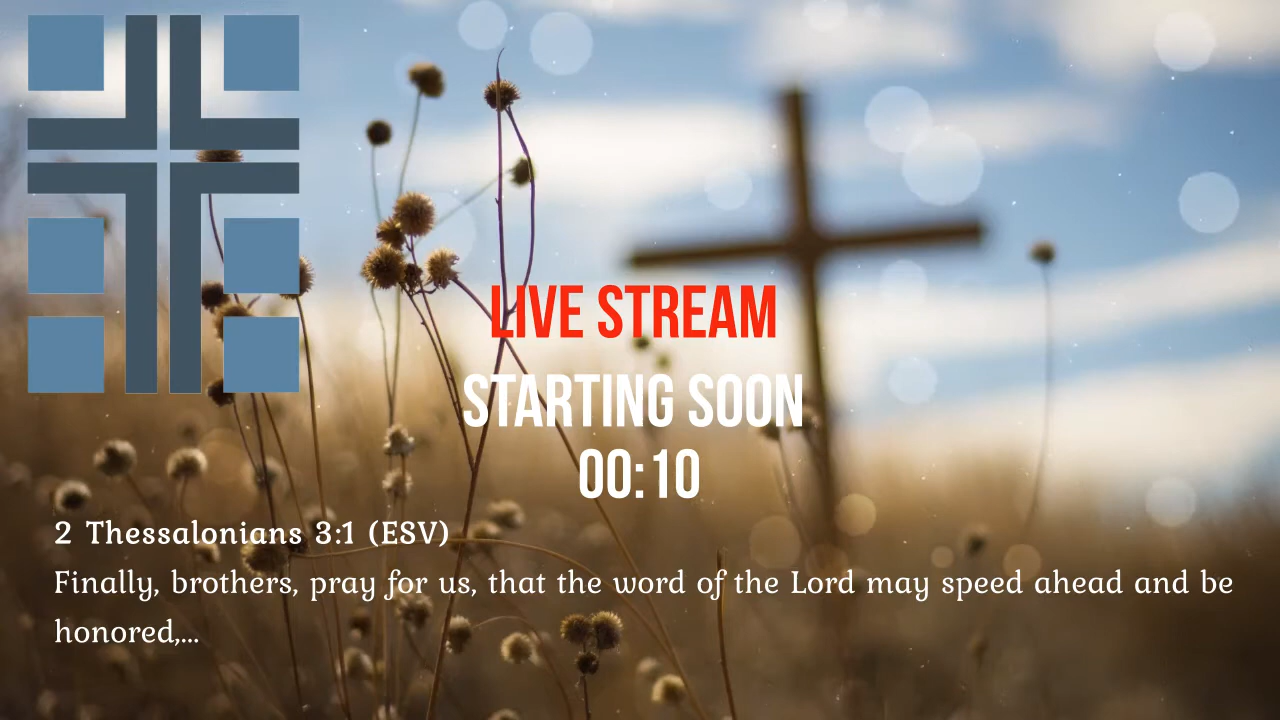 LIVE STREAM
STARTING SOON
00:10
2 Thessalonians 3:1 (ESV)
Finally, brothers, pray for us, that the word of the Lord may speed ahead and be
honored,...